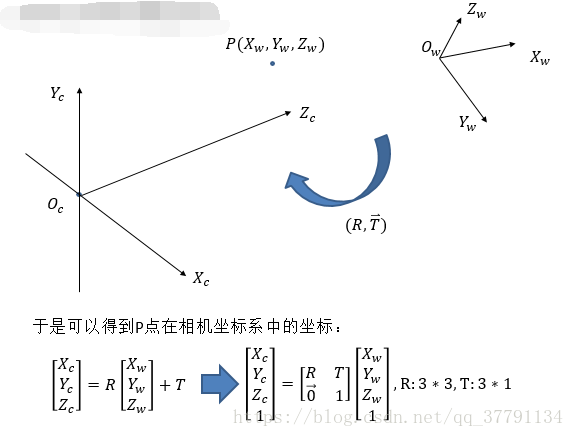 Z_w
P(X_w, Y_w, Z_w)
O_w
X_w
Y_c
Z_c
Y_w
O_c
(R, \vec{T})
X_c
于是可以得到P点在相机坐标系中的坐标：
\begin{bmatrix} X_c \\ Y_c \\ Z_c \end{bmatrix} = R \begin{bmatrix} X_w \\ Y_w \\ Z_w \end{bmatrix} + T
\begin{bmatrix} X_c \\ Y_c \\ Z_c \\ 1 \end{bmatrix} = \begin{bmatrix} R & T \\ \vec{0} & 1 \end{bmatrix} \begin{bmatrix} X_w \\ Y_w \\ Z_w \\ 1 \end{bmatrix}, R: 3 * 3, T: 3 * 1
https://blog.csdn.net/qq_37791134